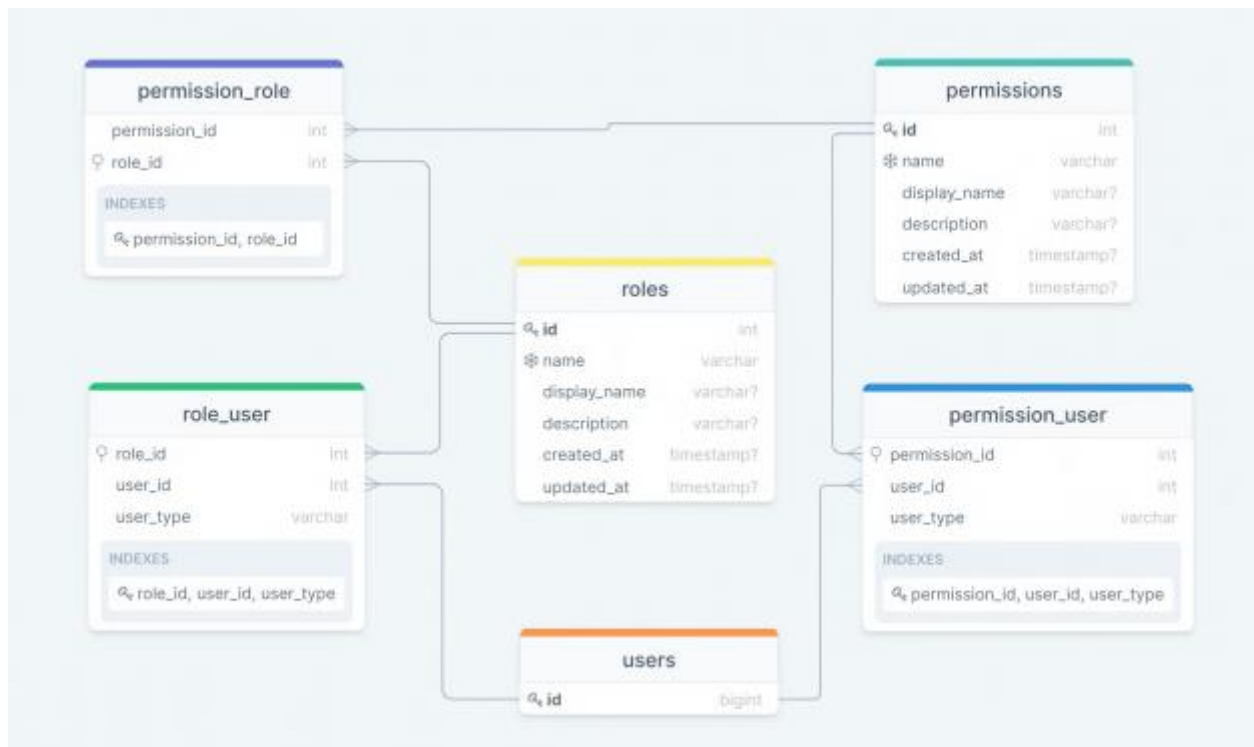 permission_role
permission_id int
role_id int
INDEXES
permission_id, role_id
permissions
id int
name varchar
display_name varchar?
description varchar?
created_at timestamp?
updated_at timestamp?
roles
id int
name varchar
display_name varchar?
description varchar?
created_at timestamp?
updated_at timestamp?
role_user
role_id int
user_id int
user_type varchar
INDEXES
role_id, user_id, user_type
permission_user
permission_id int
user_id int
user_type varchar
INDEXES
permission_id, user_id, user_type
users
id bigint